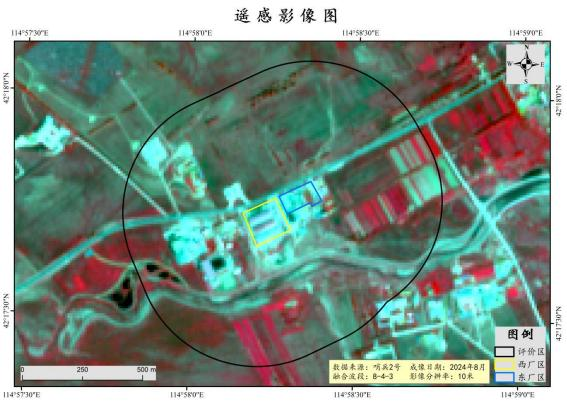 遥感影像图
114°57'30"E 114°58'0"E 114°58'30"E 114°59'0"E
42°18'0"N 42°18'0"N
N
W E
S
42°17'30"N 42°17'30"N
图例
评价区
西厂区
东厂区
0 250 500 m
数据来源：哨兵2号 成像日期：2024年8月
融合波段：8-4-3 影像分辨率：10米
114°57'30"E 114°58'0"E 114°58'30"E 114°59'0"E